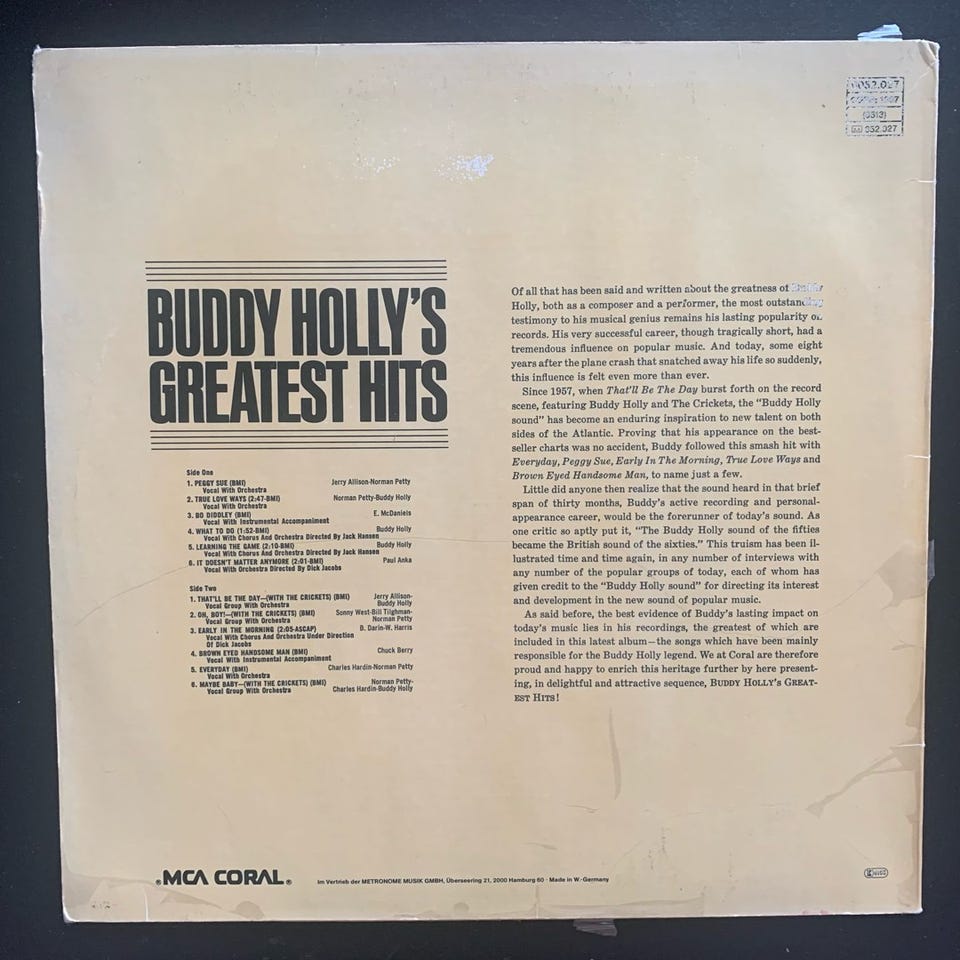 0052.027
1967
(0513)
052.027
BUDDY HOLLY'S
GREATEST HITS
Side One
1. PEGGY SUE (BMI) Jerry Allison-Norman Petty
Vocal With Orchestra
2. TRUE LOVE WAYS (2:47-BMI) Norman Petty-Buddy Holly
Vocal With Orchestra
3. BO DIDDLEY (BMI) E. McDaniels
Vocal With Instrumental Accompaniment
4. WHAT TO DO (1:52-BMI) Buddy Holly
Vocal With Chorus And Orchestra Directed By Jack Hansen
5. LEARNING THE GAME (2:10-BMI) Buddy Holly
Vocal With Chorus And Orchestra Directed By Jack Hansen
6. IT DOESN'T MATTER ANYMORE (2:01-BMI) Paul Anka
Vocal With Orchestra Directed By Dick Jacobs
Side Two
1. THAT'LL BE THE DAY—(WITH THE CRICKETS) (BMI) Jerry Allison-
Vocal Group With Orchestra Buddy Holly
2. OH, BOY!—(WITH THE CRICKETS) (BMI) Sonny West-Bill Tilghman-
Vocal Group With Orchestra Norman Petty
3. EARLY IN THE MORNING (2:05-ASCAP) B. Darin-W. Harris
Vocal With Chorus And Orchestra Under Direction
Of Dick Jacobs
4. BROWN EYED HANDSOME MAN (BMI) Chuck Berry
Vocal With Instrumental Accompaniment
5. EVERYDAY (BMI) Charles Hardin-Norman Petty
Vocal With Orchestra
6. MAYBE BABY—(WITH THE CRICKETS) (BMI) Norman Petty-
Vocal Group With Orchestra Charles Hardin-Buddy Holly
Of all that has been said and written about the greatness of
Holly, both as a composer and a performer, the most outstanding
testimony to his musical genius remains his lasting popularity on
records. His very successful career, though tragically short, had a
tremendous influence on popular music. And today, some eight
years after the plane crash that snatched away his life so suddenly,
this influence is felt even more than ever.
Since 1957, when That'll Be The Day burst forth on the record
scene, featuring Buddy Holly and The Crickets, the "Buddy Holly
sound" has become an enduring inspiration to new talent on both
sides of the Atlantic. Proving that his appearance on the best-
seller charts was no accident, Buddy followed this smash hit with
Everyday, Peggy Sue, Early In The Morning, True Love Ways and
Brown Eyed Handsome Man, to name just a few.
Little did anyone then realize that the sound heard in that brief
span of thirty months, Buddy's active recording and personal-
appearance career, would be the forerunner of today's sound. As
one critic so aptly put it, "The Buddy Holly sound of the fifties
became the British sound of the sixties." This truism has been il-
lustrated time and time again, in any number of interviews with
any number of the popular groups of today, each of whom has
given credit to the "Buddy Holly sound" for directing its interest
and development in the new sound of popular music.
As said before, the best evidence of Buddy's lasting impact on
today's music lies in his recordings, the greatest of which are
included in this latest album—the songs which have been mainly
responsible for the Buddy Holly legend. We at Coral are therefore
proud and happy to enrich this heritage further by here present-
ing, in delightful and attractive sequence, BUDDY HOLLY's GREAT-
EST HITS!
MCA CORAL
Im Vertrieb der METRONOME MUSIK GMBH, Überseering 21, 2000 Hamburg 60 · Made in W.-Germany